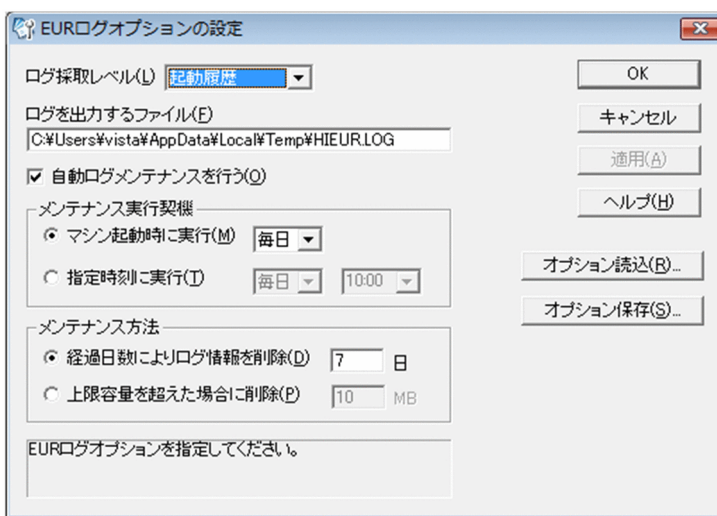 EURログオプションの設定
ログ採取レベル(L) 起動履歴
OK
ログを出力するファイル(F)
キャンセル
C:¥Users¥vista¥AppData¥Local¥Temp¥HIEUR.LOG
適用(A)
自動ログメンテナンスを行う(O)
ヘルプ(H)
メンテナンス実行契機
マシン起動時に実行(M) 毎日
指定時刻に実行(T) 毎日 10:00
オプション読込(R)...
オプション保存(S)...
メンテナンス方法
経過日数によりログ情報を削除(D) 7 日
上限容量を超えた場合に削除(P) 10 MB
EURログオプションを指定してください。